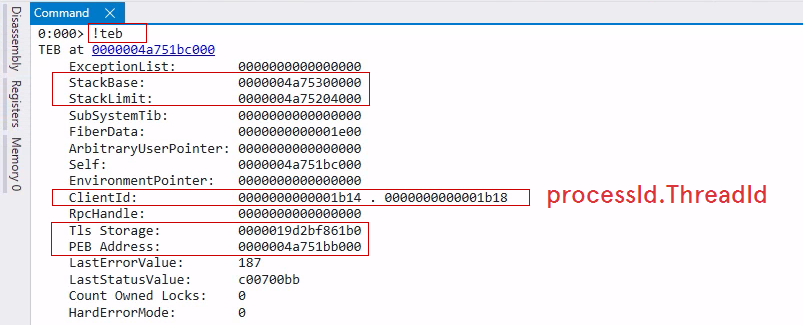 Disassembly
Registers
Memory 0
Command
0:000> !teb
TEB at 0000004a751bc000
ExceptionList: 0000000000000000
StackBase: 0000004a75300000
StackLimit: 0000004a75204000
SubSystemTib: 0000000000000000
FiberData: 0000000000001e00
ArbitraryUserPointer: 0000000000000000
Self: 0000004a751bc000
EnvironmentPointer: 0000000000000000
ClientId: 0000000000001b14 . 0000000000001b18
processId.ThreadId
RpcHandle: 0000000000000000
Tls Storage: 0000019d2bf861b0
PEB Address: 0000004a751bb000
LastErrorValue: 187
LastStatusValue: c00700bb
Count Owned Locks: 0
HardErrorMode: 0